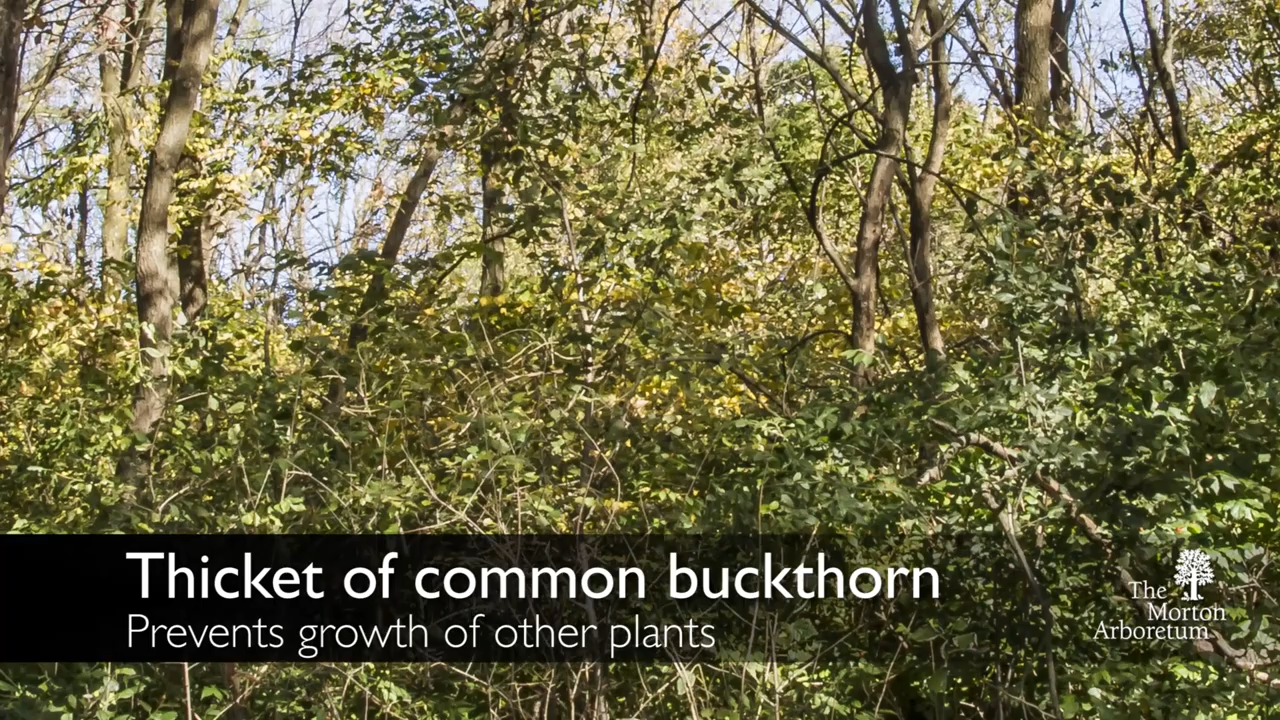 Thicket of common buckthorn
Prevents growth of other plants
The
Morton
Arboretum